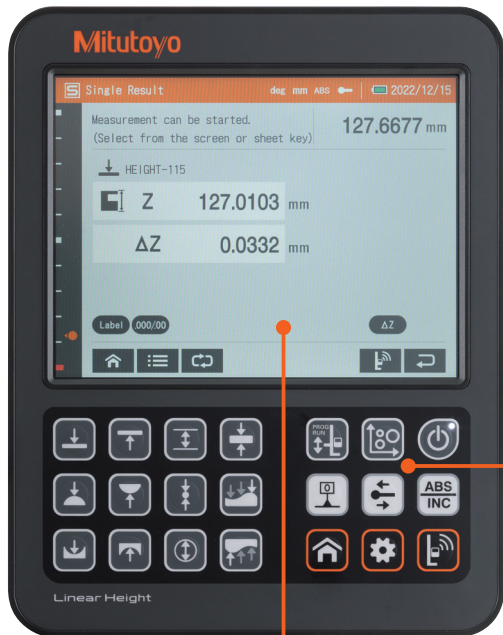 Mitutoyo
S Single Result deg mm ABS 2022/12/15
Measurement can be started.
(Select from the screen or sheet key)
127.6677 mm
HEIGHT-115
Z 127.0103 mm
ΔZ 0.0332 mm
Label .000/.00 ΔZ
PROG
RUN
0
ABS
INC
Linear Height